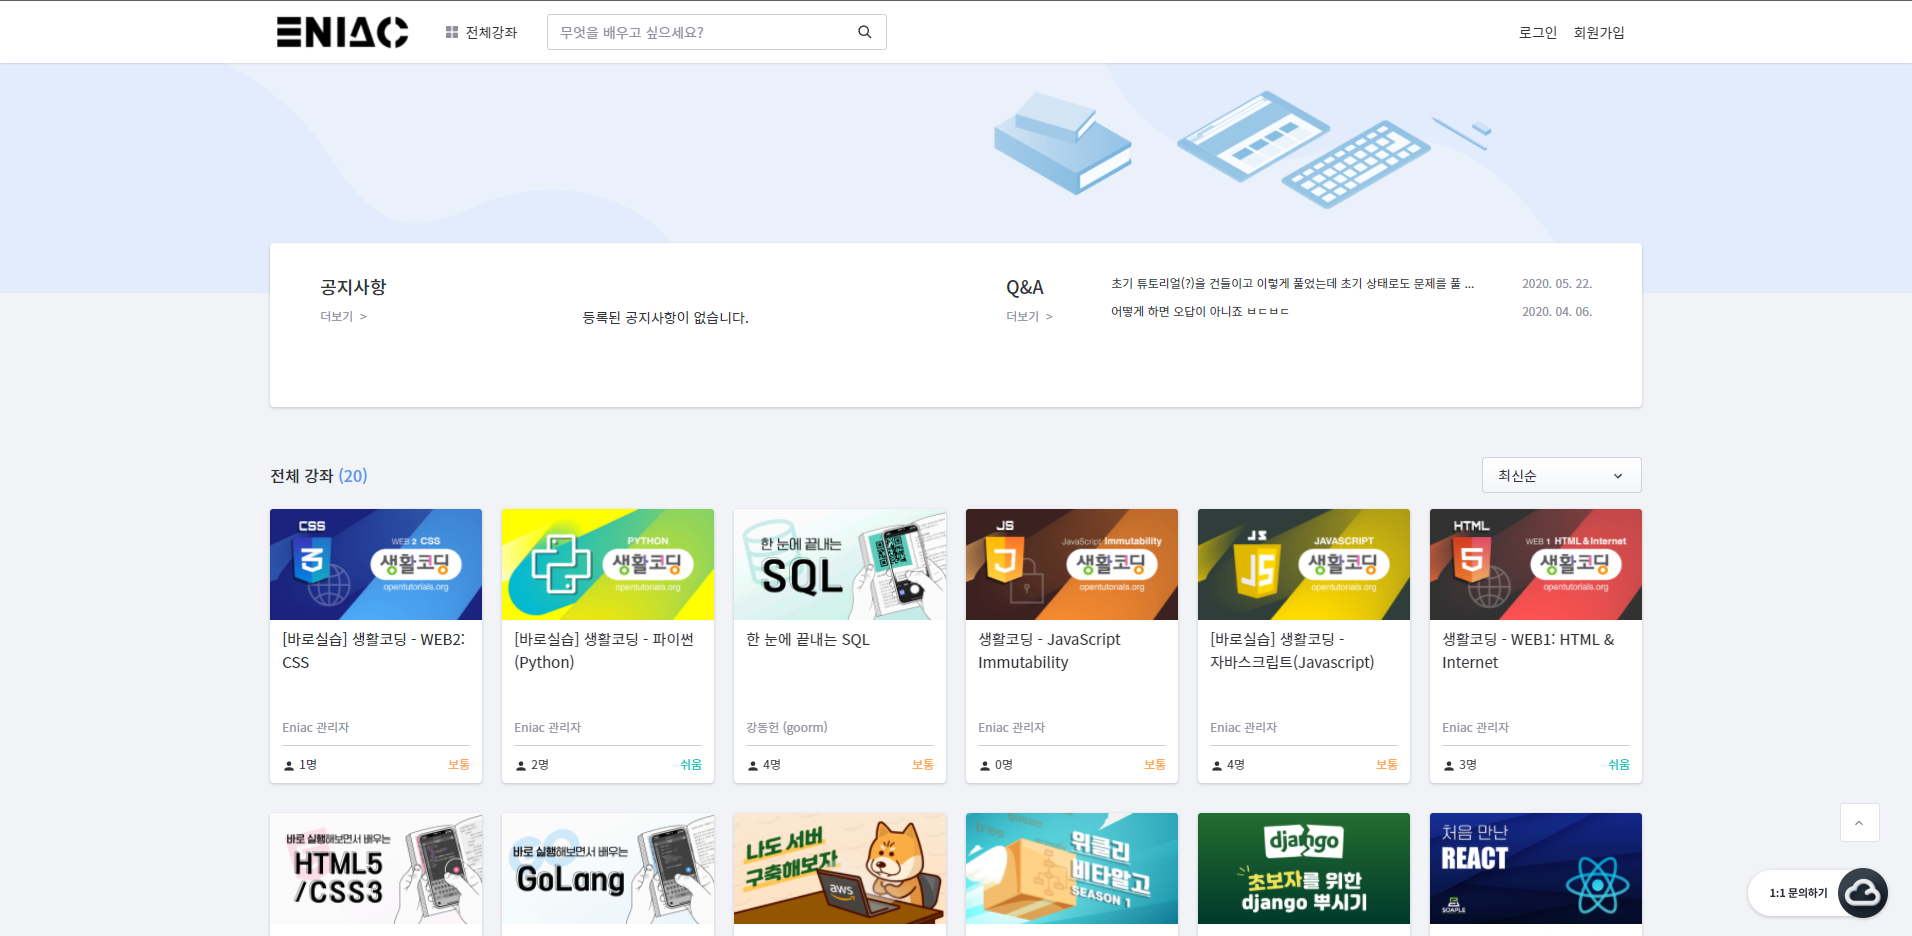 ENIAC
전체강좌
무엇을 배우고 싶으세요?
로그인
회원가입
공지사항
더보기 >
등록된 공지사항이 없습니다.
Q&A
더보기 >
초기 튜토리얼(?)을 건들이고 이렇게 풀었는데 초기 상태로도 문제를 풀 ...
2020. 05. 22.
어떻게 하면 오답이 아니죠 ㅂㄷㅂㄷ
2020. 04. 06.
전체 강좌 (20)
최신순
CSS
3
WEB 2 CSS
생활코딩
opentutorials.org
[바로실습] 생활코딩 - WEB2:
CSS
Eniac 관리자
1명
보통
PYTHON
생활코딩
opentutorials.org
[바로실습] 생활코딩 - 파이썬
(Python)
Eniac 관리자
2명
쉬움
한 눈에 끝내는
SQL
한 눈에 끝내는 SQL
강동헌 (goorm)
4명
보통
JS
JavaScript Immutability
생활코딩
opentutorials.org
생활코딩 - JavaScript
Immutability
Eniac 관리자
0명
보통
JS
JS
JAVASCRIPT
생활코딩
opentutorials.org
[바로실습] 생활코딩 -
자바스크립트(Javascript)
Eniac 관리자
4명
보통
HTML
5
WEB 1 HTML & Internet
생활코딩
opentutorials.org
생활코딩 - WEB1: HTML &
Internet
Eniac 관리자
3명
쉬움
바로 실행해보면서 배우는
HTML5
/CSS3
바로 실행해보면서 배우는
GoLang
나도 서버
구축해보자
aws
tree
queue
위클리
비타알고
SEASON 1
django
초보자를 위한
django 뿌시기
처음 만난
REACT
SOAPLE
1:1 문의하기